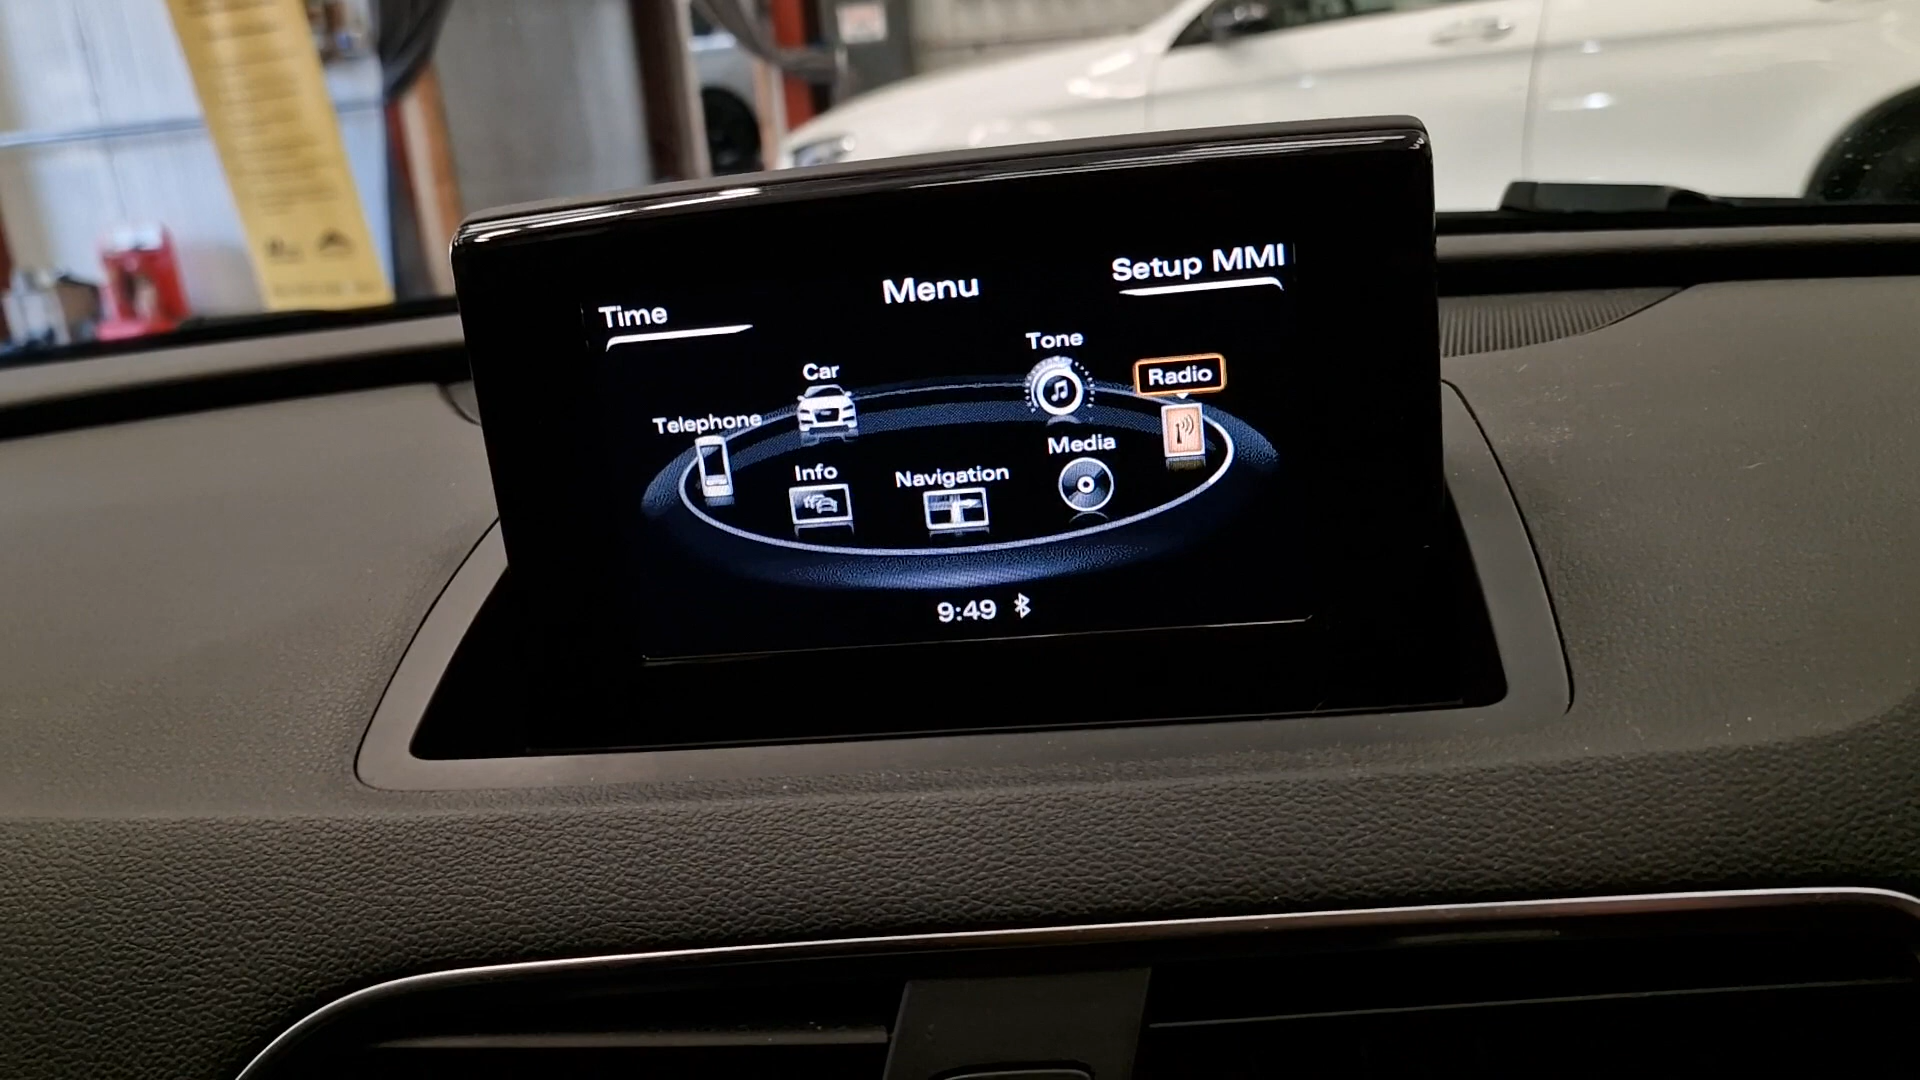 Setup MMI
Menu
Time
Tone
Car
Radio
Telephone
Media
Info
Navigation
9:49